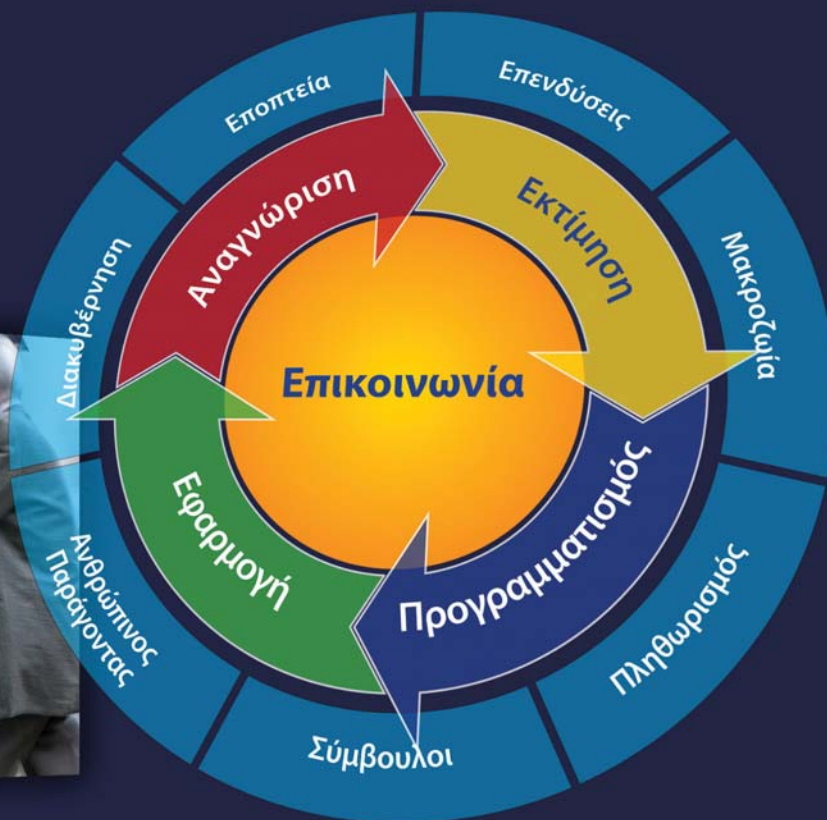 Εποπτεία
Επενδύσεις
Μακροζωία
Πληθωρισμός
Σύμβουλοι
Ανθρώπινος
Παράγοντας
Διακυβέρνηση
Αναγνώριση
Εκτίμηση
Προγραμματισμός
Εφαρμογή
Επικοινωνία